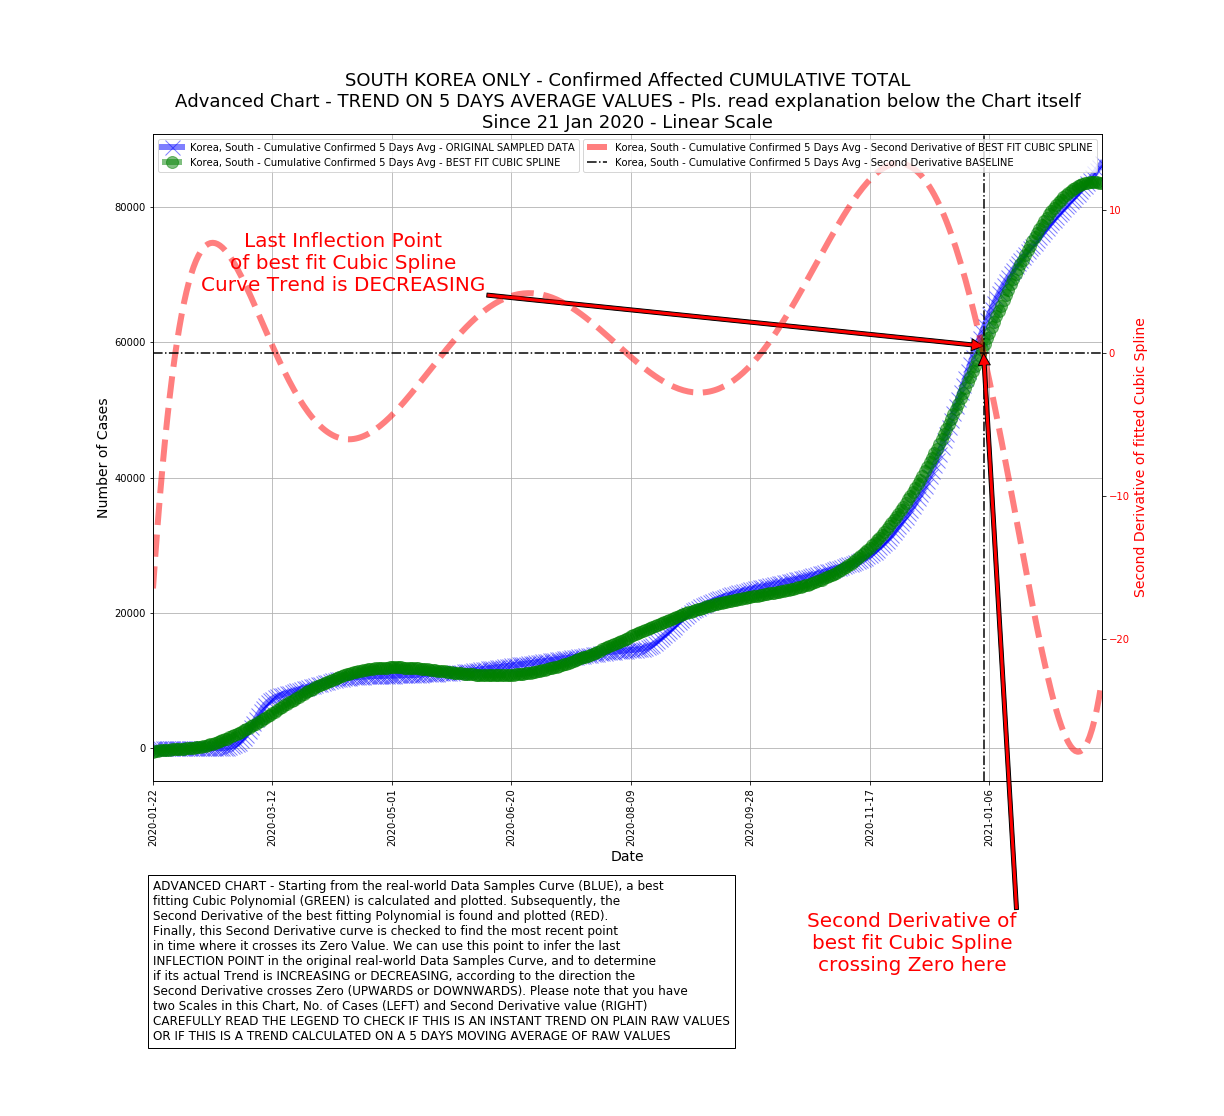 SOUTH KOREA ONLY - Confirmed Affected CUMULATIVE TOTAL
Advanced Chart - TREND ON 5 DAYS AVERAGE VALUES - Pls. read explanation below the Chart itself
Since 21 Jan 2020 - Linear Scale
Korea, South - Cumulative Confirmed 5 Days Avg - ORIGINAL SAMPLED DATA
Korea, South - Cumulative Confirmed 5 Days Avg - BEST FIT CUBIC SPLINE
Korea, South - Cumulative Confirmed 5 Days Avg - Second Derivative of BEST FIT CUBIC SPLINE
Korea, South - Cumulative Confirmed 5 Days Avg - Second Derivative BASELINE
Last Inflection Point
of best fit Cubic Spline
Curve Trend is DECREASING
Number of Cases
80000
60000
40000
20000
0
10
0
−10
−20
Second Derivative of fitted Cubic Spline
2020-01-22
2020-03-12
2020-05-01
2020-06-20
2020-08-09
2020-09-28
2020-11-17
2021-01-06
Date
Second Derivative of
best fit Cubic Spline
crossing Zero here
ADVANCED CHART - Starting from the real-world Data Samples Curve (BLUE), a best
fitting Cubic Polynomial (GREEN) is calculated and plotted. Subsequently, the
Second Derivative of the best fitting Polynomial is found and plotted (RED).
Finally, this Second Derivative curve is checked to find the most recent point
in time where it crosses its Zero Value. We can use this point to infer the last
INFLECTION POINT in the original real-world Data Samples Curve, and to determine
if its actual Trend is INCREASING or DECREASING, according to the direction the
Second Derivative crosses Zero (UPWARDS or DOWNWARDS). Please note that you have
two Scales in this Chart, No. of Cases (LEFT) and Second Derivative value (RIGHT)
CAREFULLY READ THE LEGEND TO CHECK IF THIS IS AN INSTANT TREND ON PLAIN RAW VALUES
OR IF THIS IS A TREND CALCULATED ON A 5 DAYS MOVING AVERAGE OF RAW VALUES